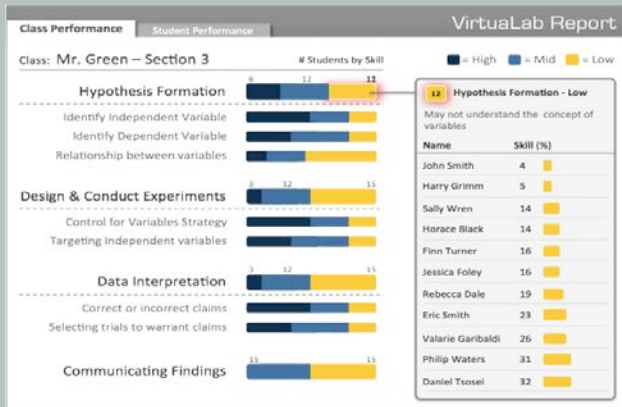 Class Performance
Student Performance
VirtuaLab Report
Class: Mr. Green – Section 3
# Students by Skill
= High = Mid = Low
6 12 12
Hypothesis Formation
Identify Independent Variable
Identify Dependent Variable
Relationship between variables
3 12 15
Design & Conduct Experiments
Control for Variables Strategy
Targeting Independent variables
3 12 15
Data Interpretation
Correct or incorrect claims
Selecting trials to warrant claims
15 15
Communicating Findings
12 Hypothesis Formation - Low
May not understand the concept of
variables
Name Skill (%)
John Smith 4
Harry Grimm 5
Sally Wren 14
Horace Black 14
Finn Turner 16
Jessica Foley 16
Rebecca Dale 19
Eric Smith 23
Valarie Garibaldi 26
Philip Waters 31
Daniel Tsosei 32